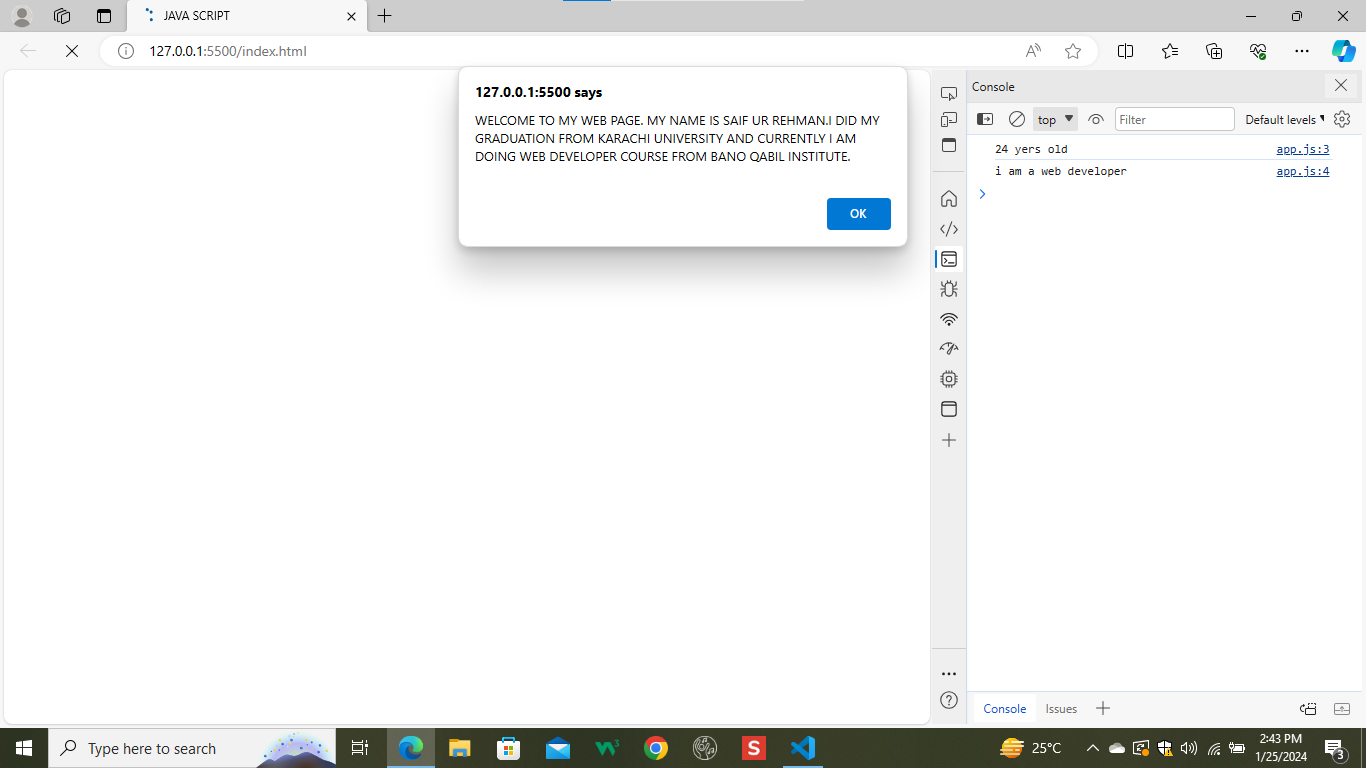 JAVA SCRIPT
127.0.0.1:5500/index.html
127.0.0.1:5500 says
WELCOME TO MY WEB PAGE. MY NAME IS SAIF UR REHMAN.I DID MY
GRADUATION FROM KARACHI UNIVERSITY AND CURRENTLY I AM
DOING WEB DEVELOPER COURSE FROM BANO QABIL INSTITUTE.
OK
Console
top
Filter
Default levels
24 yers old app.js:3
i am a web developer app.js:4
Console Issues
Type here to search
25°C
2:43 PM
1/25/2024
3